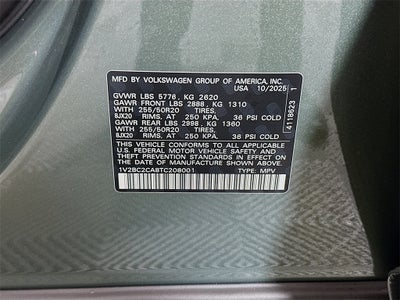 MFD BY VOLKSWAGEN GROUP OF AMERICA, INC.
USA 10/2025
GVWR LBS 5776, KG 2620
GAWR FRONT LBS 2888, KG 1310
WITH TIRES 255/50R20
8JX20 RIMS, AT 250 KPA. 36 PSI COLD
GAWR REAR LBS 2998, KG 1360
WITH TIRES 255/50R20
8JX20 RIMS, AT 250 KPA. 36 PSI COLD
THIS VEHICLE CONFORMS TO ALL APPLICABLE
U.S. FEDERAL MOTOR VEHICLE SAFETY AND
THEFT PREVENTION STANDARDS IN EFFECT ON
THE DATE OF MANUFACTURE SHOWN ABOVE.
1V2BC2CA8TC208001 TYPE: MPV
4118623 1